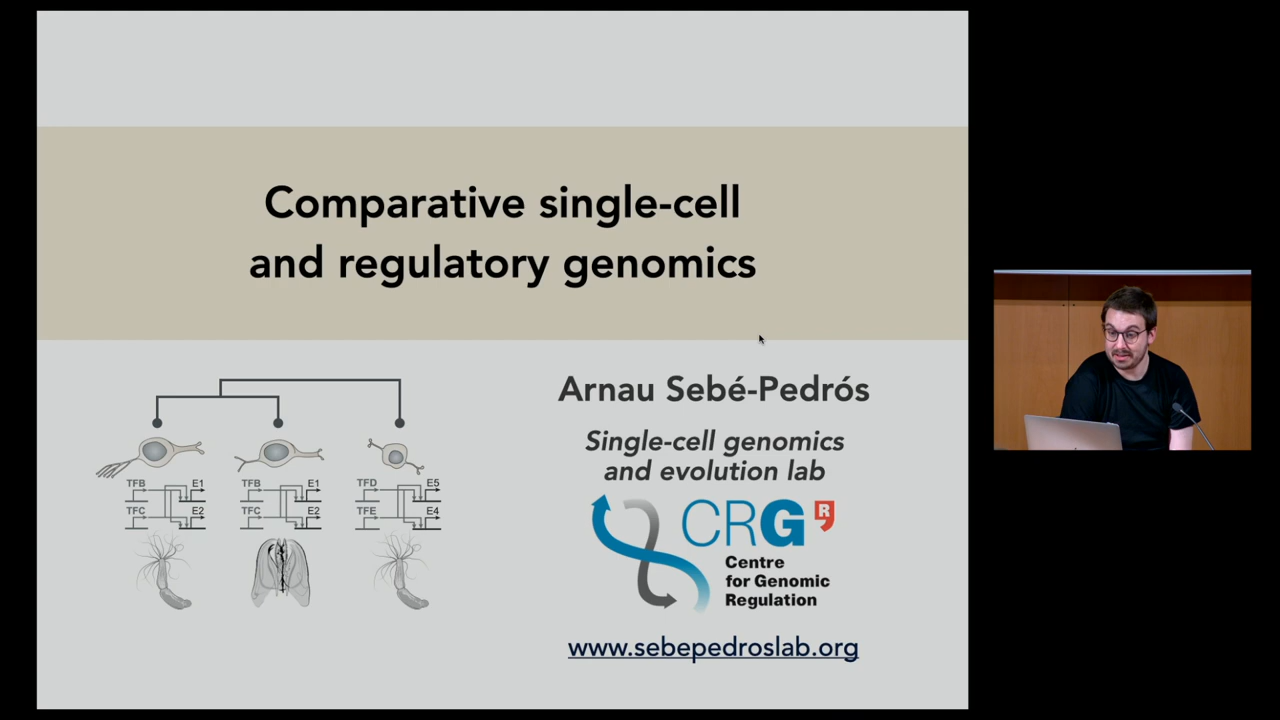 Comparative single-cell
and regulatory genomics
Arnau Sebé-Pedrós
Single-cell genomics
and evolution lab
CRG R
Centre
for Genomic
Regulation
www.sebepedroslab.org
TFB E1 TFB E1 TFD E5
TFC E2 TFC E2 TFE E4